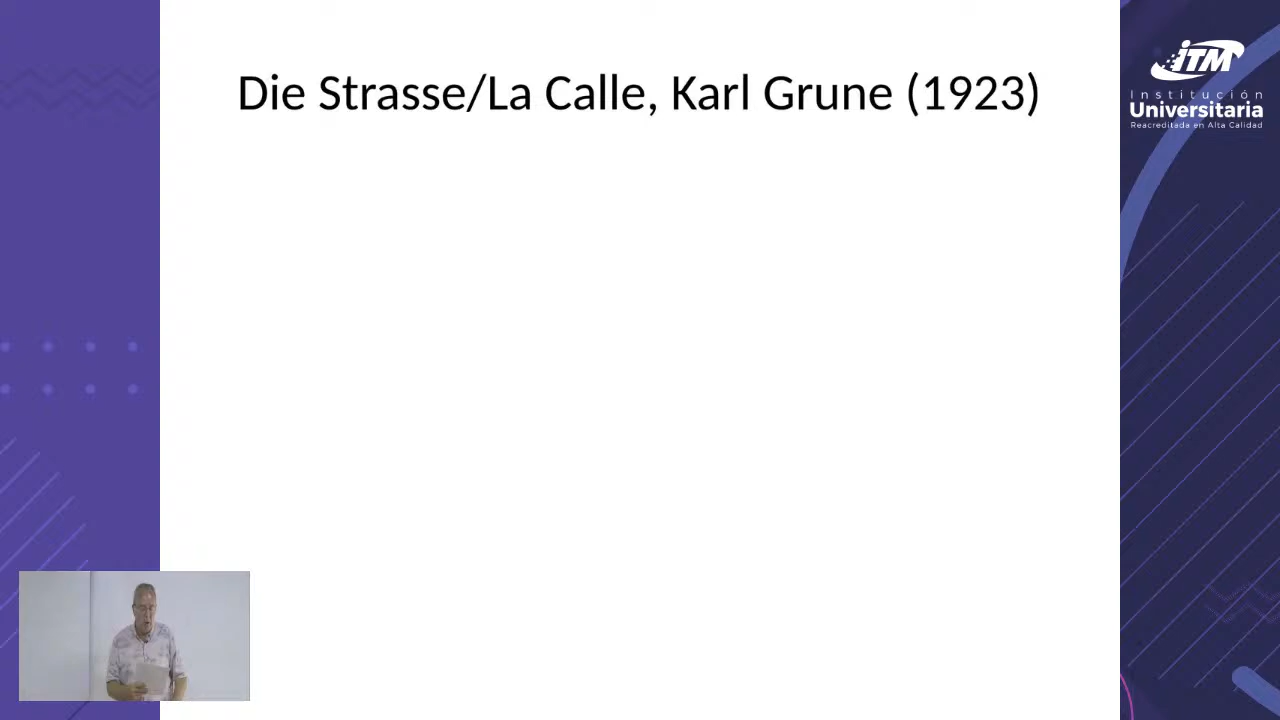 Die Strasse/La Calle, Karl Grune (1923)
iTM
Institución
Universitaria
Reacreditada en Alta Calidad